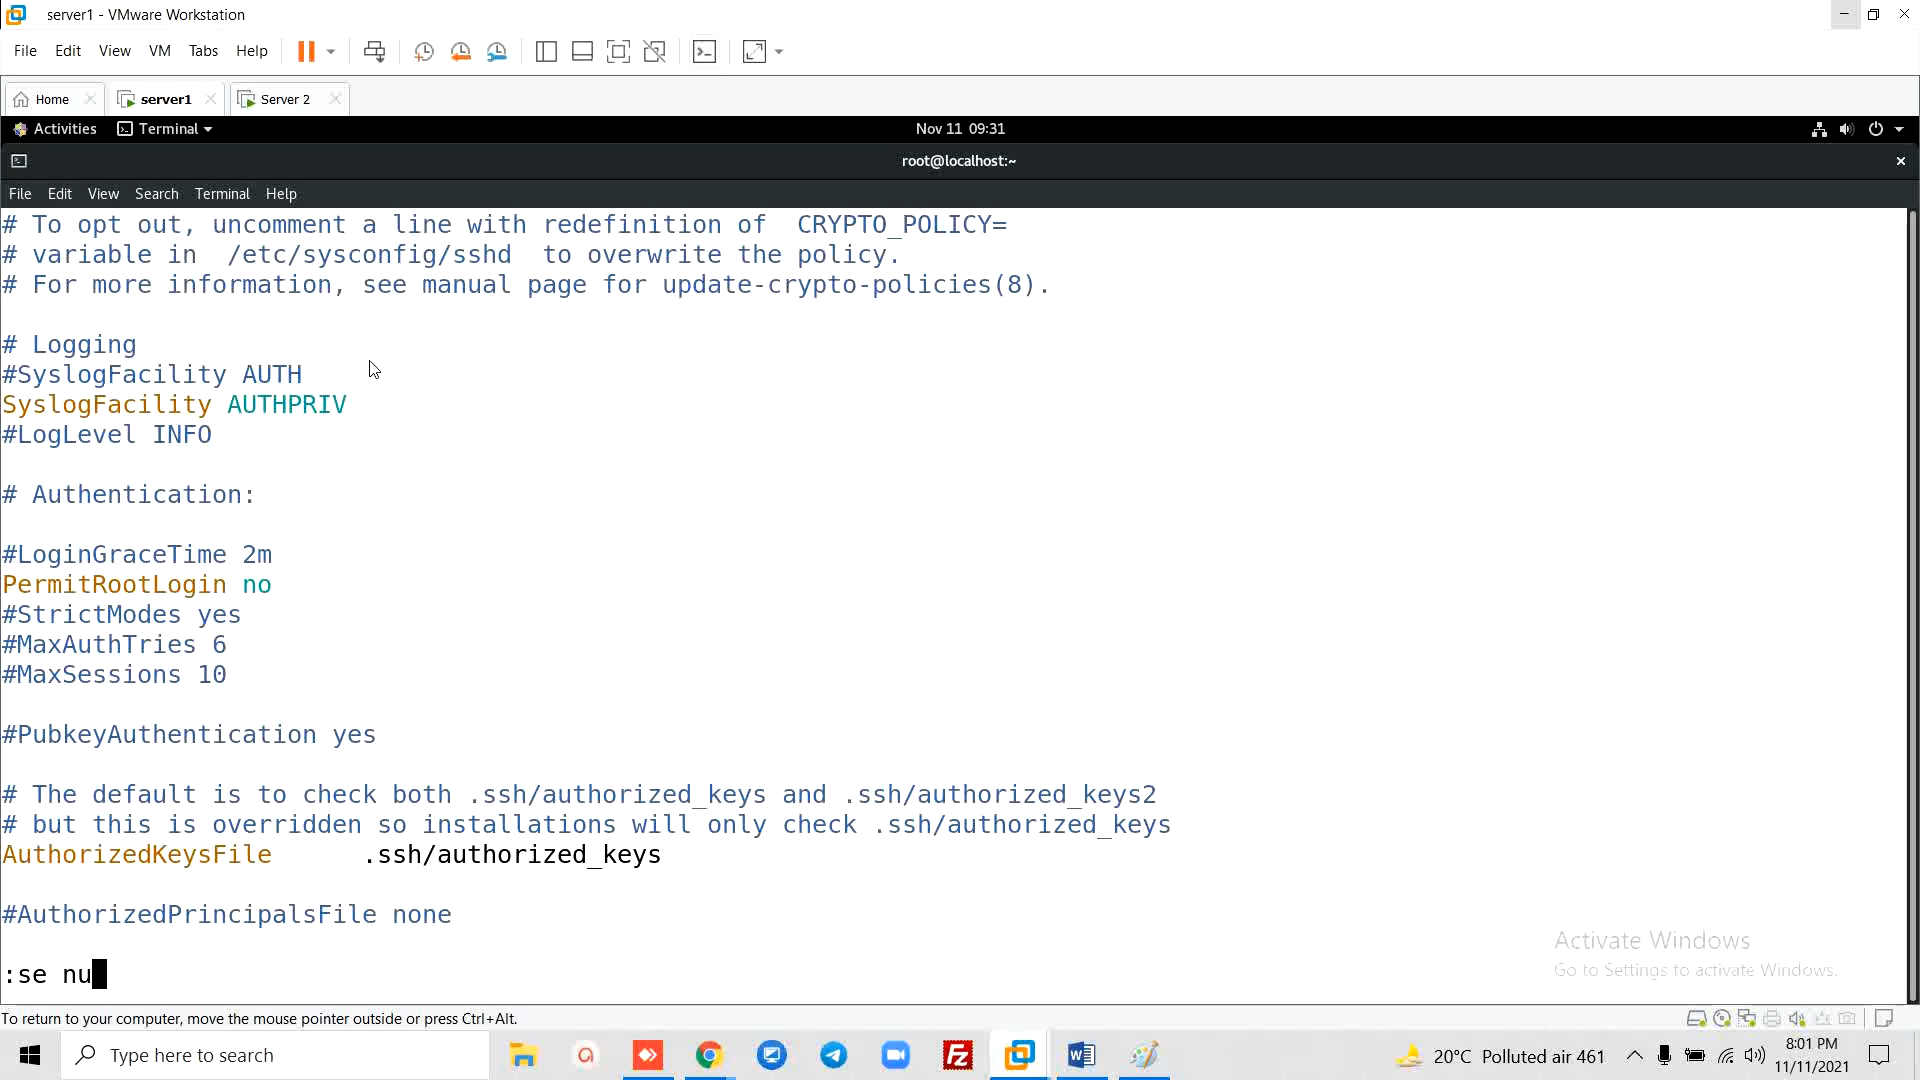 server1 - VMware Workstation
File Edit View VM Tabs Help
Home server1 Server 2
Activities Terminal Nov 11 09:31
root@localhost:~
File Edit View Search Terminal Help
# To opt out, uncomment a line with redefinition of  CRYPTO_POLICY=
# variable in  /etc/sysconfig/sshd  to overwrite the policy.
# For more information, see manual page for update-crypto-policies(8).
# Logging
#SyslogFacility AUTH
SyslogFacility AUTHPRIV
#LogLevel INFO
# Authentication:
#LoginGraceTime 2m
PermitRootLogin no
#StrictModes yes
#MaxAuthTries 6
#MaxSessions 10
#PubkeyAuthentication yes
# The default is to check both .ssh/authorized_keys and .ssh/authorized_keys2
# but this is overridden so installations will only check .ssh/authorized_keys
AuthorizedKeysFile      .ssh/authorized_keys
#AuthorizedPrincipalsFile none
:se nu
Activate Windows
Go to Settings to activate Windows.
To return to your computer, move the mouse pointer outside or press Ctrl+Alt.
Type here to search
20°C Polluted air 461
8:01 PM
11/11/2021